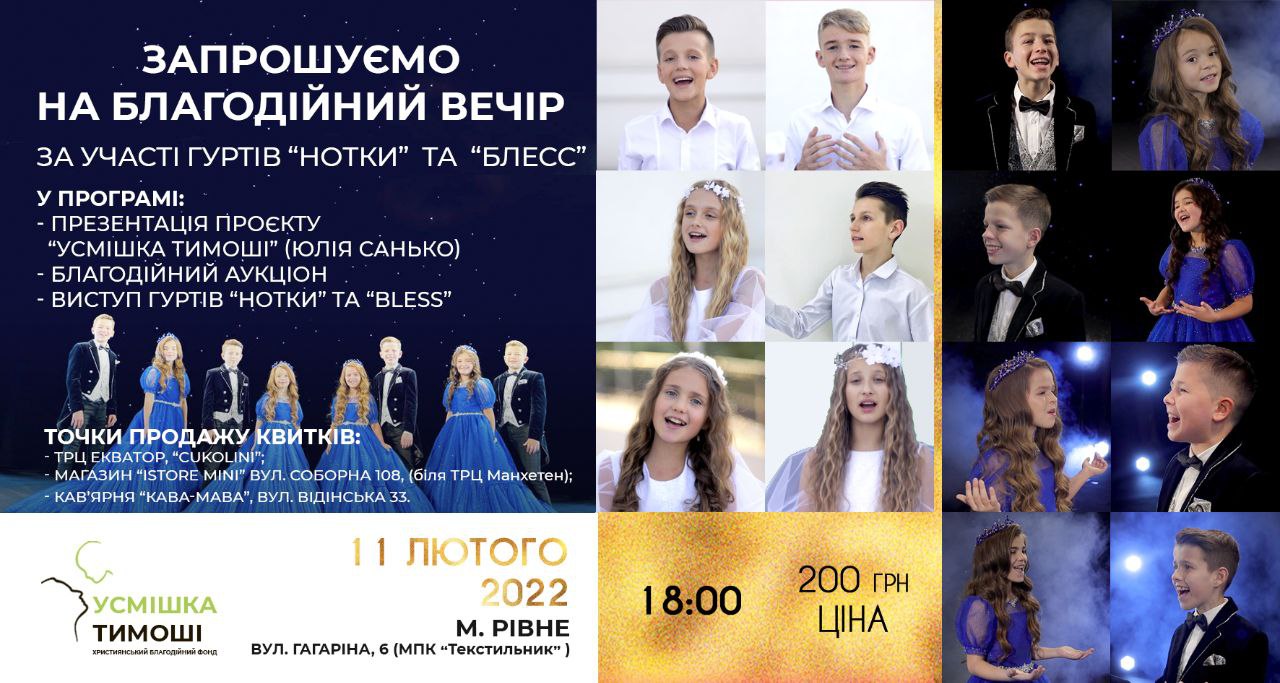 ЗАПРОШУЄМО
НА БЛАГОДІЙНИЙ ВЕЧІР
ЗА УЧАСТІ ГУРТІВ “НОТКИ” ТА “БЛЕСС”
У ПРОГРАМІ:
- ПРЕЗЕНТАЦІЯ ПРОЄКТУ
“УСМІШКА ТИМОШІ” (ЮЛІЯ САНЬКО)
- БЛАГОДІЙНИЙ АУКЦІОН
- ВИСТУП ГУРТІВ “НОТКИ” ТА “BLESS”
ТОЧКИ ПРОДАЖУ КВИТКІВ:
- ТРЦ ЕКВАТОР, “CUKOLINI”;
- МАГАЗИН “ISTORE MINI” ВУЛ. СОБОРНА 108, (біля ТРЦ Манхетен);
- КАВ’ЯРНЯ “КАВА-МАВА”, ВУЛ. ВІДІНСЬКА 33.
УСМІШКА
ТИМОШІ
ХРИСТИЯНСЬКИЙ БЛАГОДІЙНИЙ ФОНД
11 ЛЮТОГО
2022
М. РІВНЕ
ВУЛ. ГАГАРІНА, 6 (МПК “Текстильник” )
18:00
200 ГРН
ЦІНА